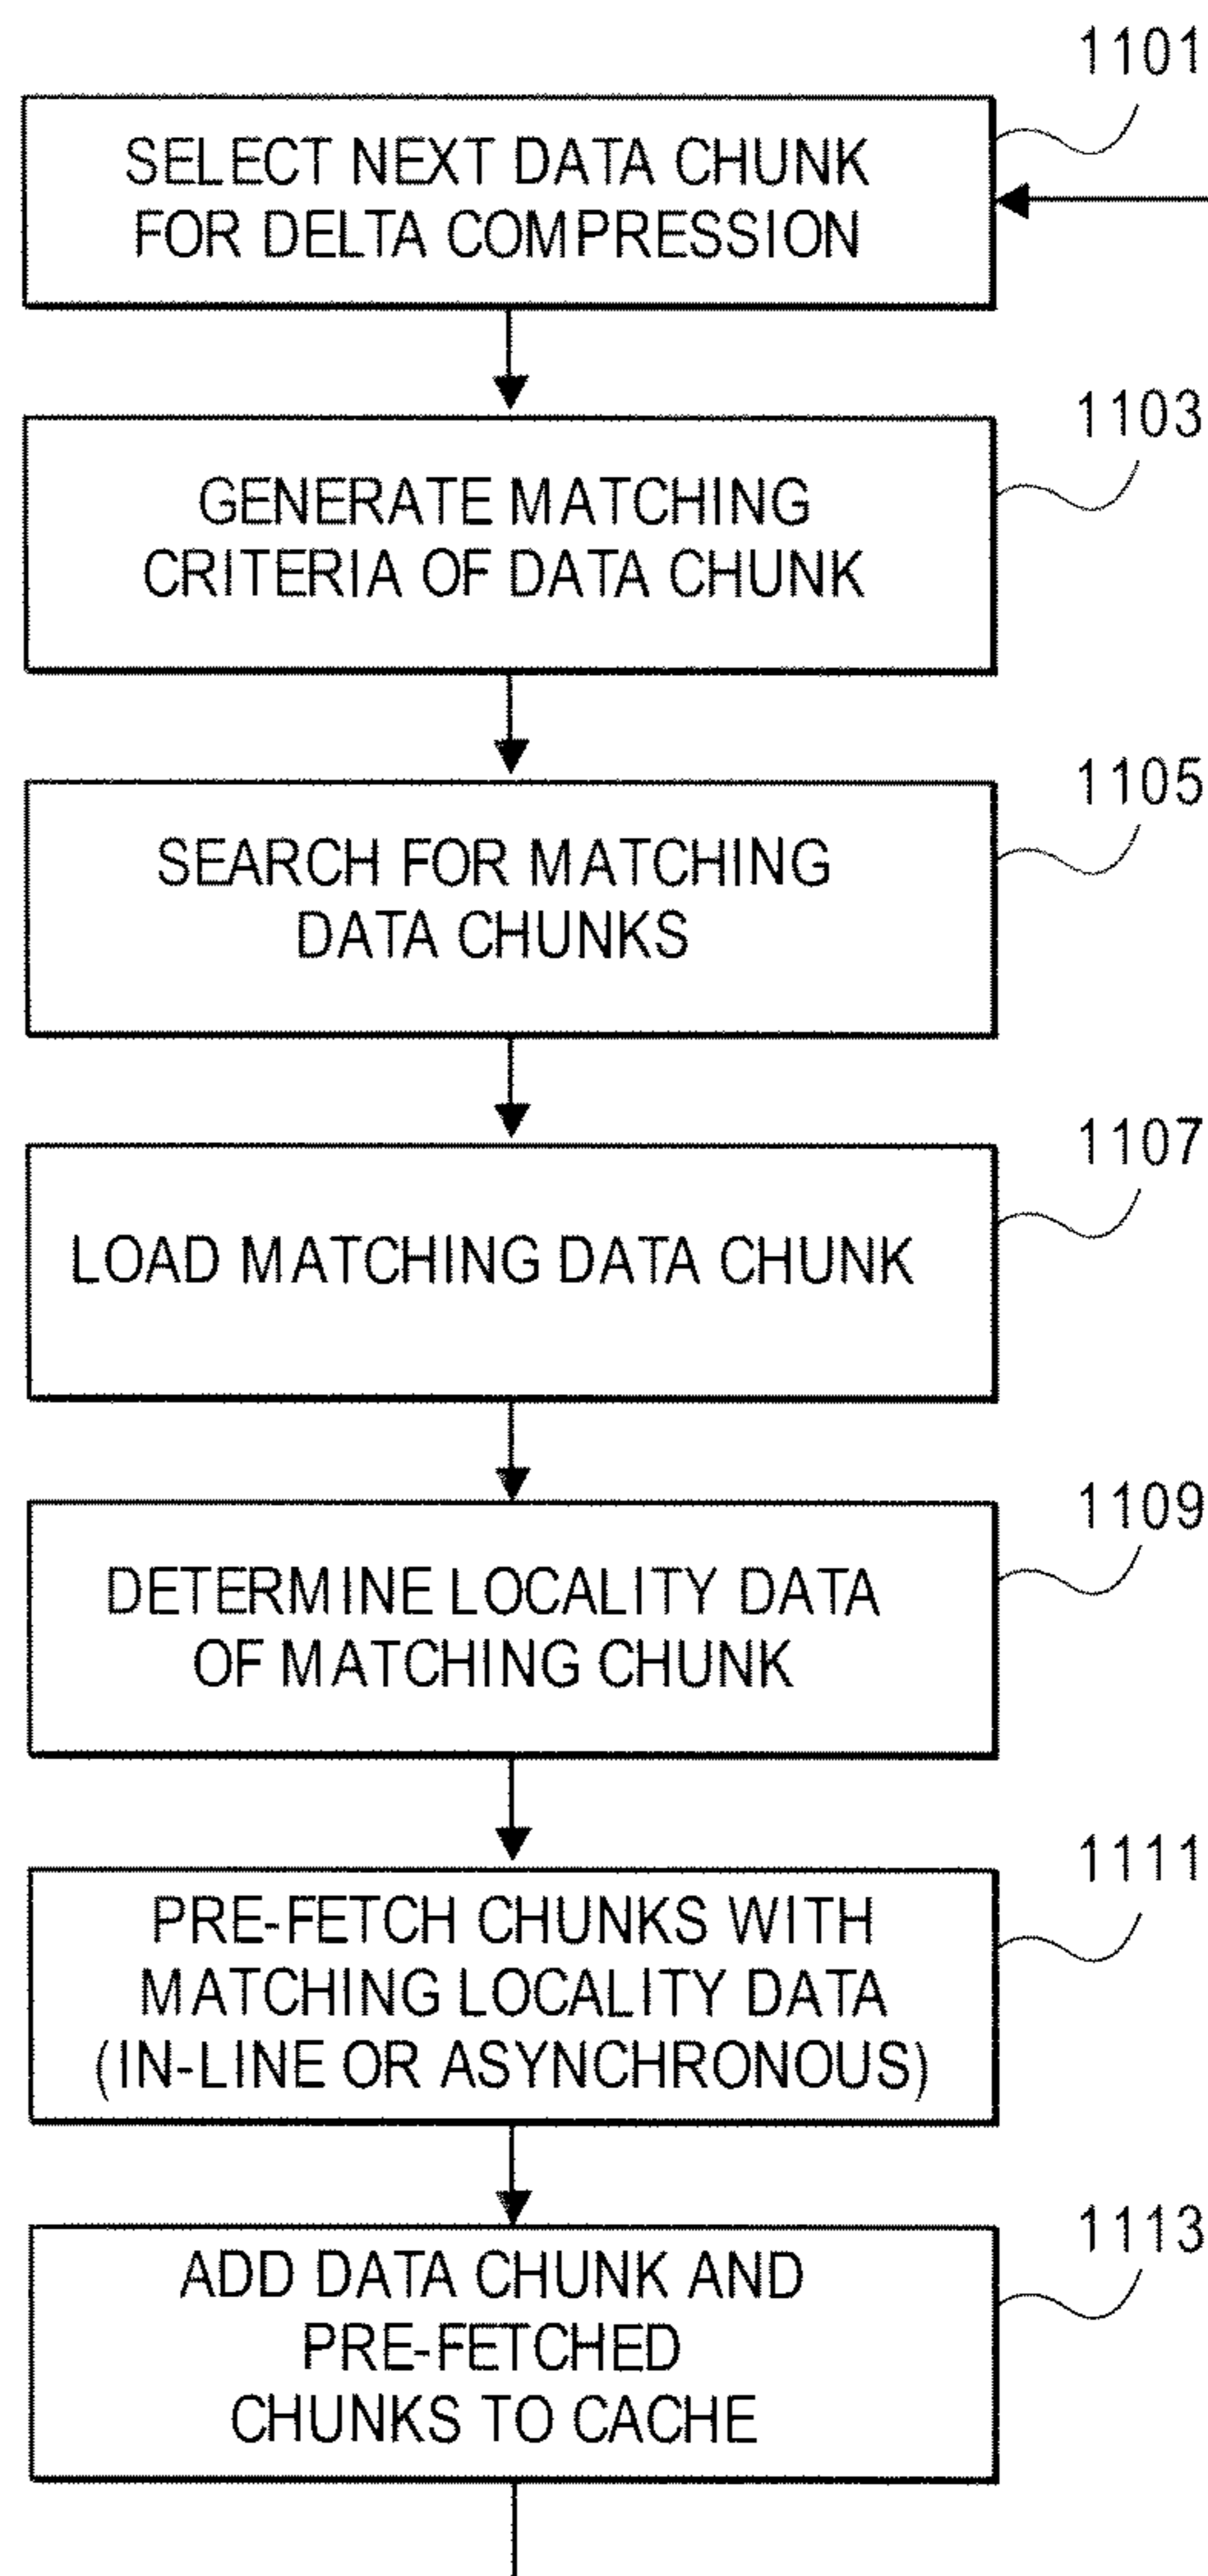 1101
SELECT NEXT DATA CHUNK
FOR DELTA COMPRESSION
1103
GENERATE MATCHING
CRITERIA OF DATA CHUNK
1105
SEARCH FOR MATCHING
DATA CHUNKS
1107
LOAD MATCHING DATA CHUNK
1109
DETERMINE LOCALITY DATA
OF MATCHING CHUNK
1111
PRE-FETCH CHUNKS WITH
MATCHING LOCALITY DATA
(IN-LINE OR ASYNCHRONOUS)
1113
ADD DATA CHUNK AND
PRE-FETCHED
CHUNKS TO CACHE